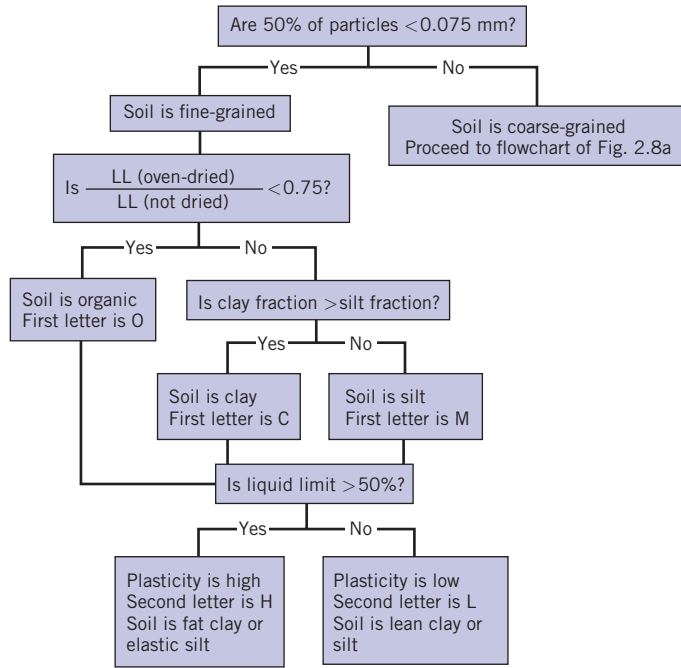 Are 50% of particles <0.075 mm?
Yes No
Soil is fine-grained
Soil is coarse-grained
Proceed to flowchart of Fig. 2.8a
Is LL (oven-dried) <0.75?
LL (not dried)
Yes No
Soil is organic
First letter is O
Is clay fraction >silt fraction?
Yes No
Soil is clay
First letter is C
Soil is silt
First letter is M
Is liquid limit >50%?
Yes No
Plasticity is high
Second letter is H
Soil is fat clay or
elastic silt
Plasticity is low
Second letter is L
Soil is lean clay or
silt